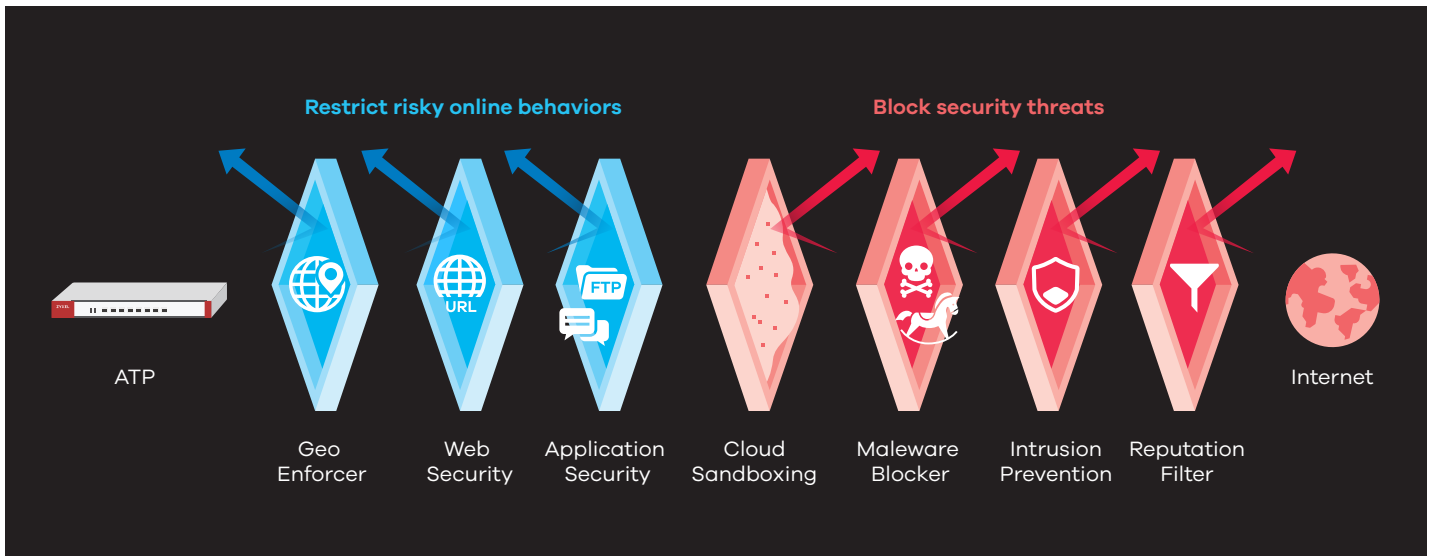 Restrict risky online behaviors
Block security threats
ZYXEL
URL
FTP
ATP
Internet
Geo
Enforcer
Web
Security
Application
Security
Cloud
Sandboxing
Maleware
Blocker
Intrusion
Prevention
Reputation
Filter